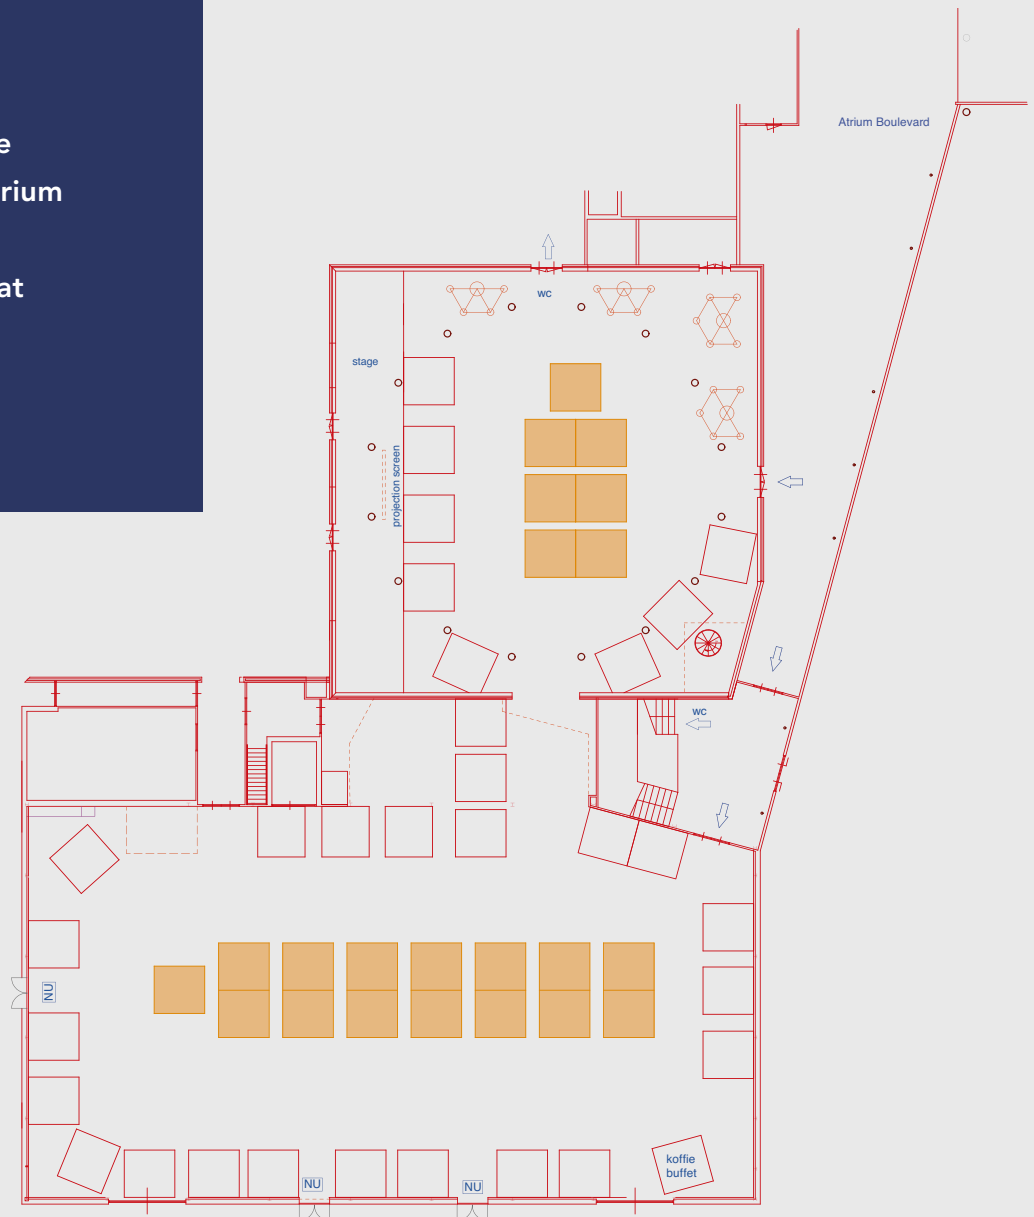 e
rium
at
Atrium Boulevard
wc
stage
projection screen
wc
NU
koffie
buffet
NU
NU